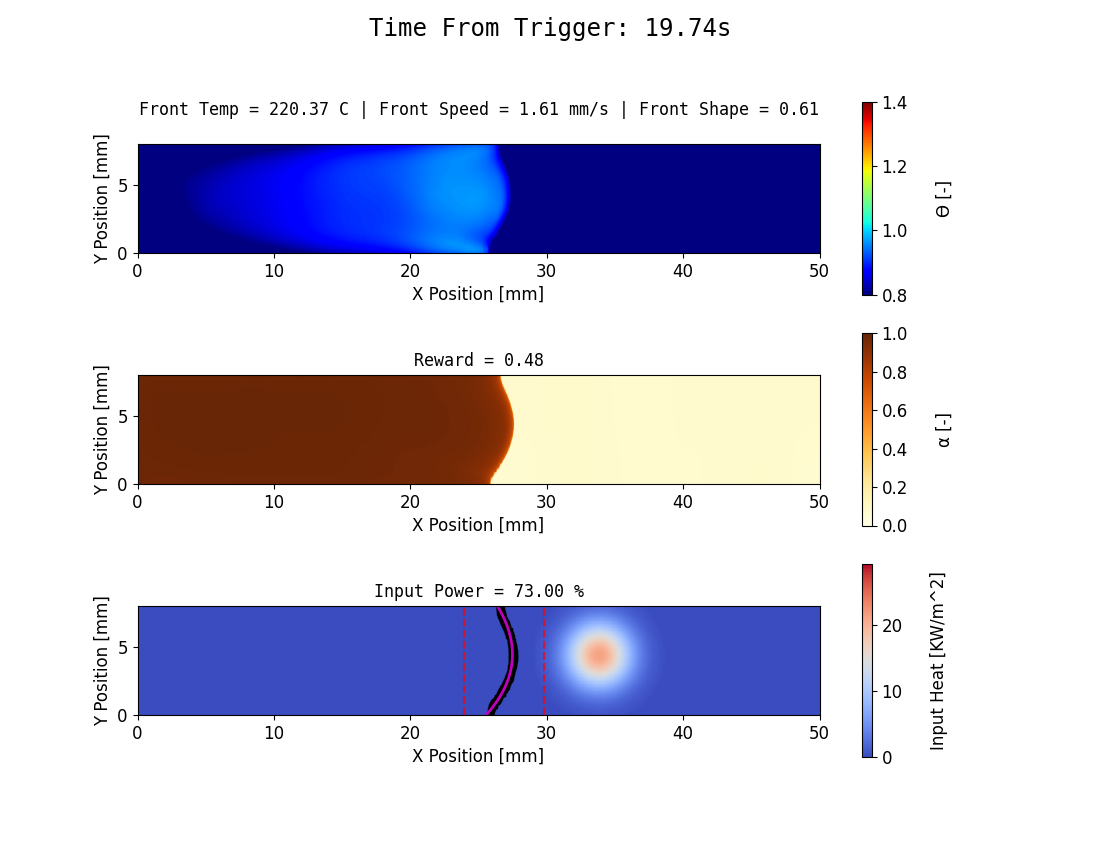 Time From Trigger: 19.74s
Front Temp = 220.37 C | Front Speed = 1.61 mm/s | Front Shape = 0.61
Y Position [mm]
5
0
0 10 20 30 40 50
X Position [mm]
1.4
1.2
1.0
0.8
Θ [-]
Reward = 0.48
Y Position [mm]
5
0
0 10 20 30 40 50
X Position [mm]
1.0
0.8
0.6
0.4
0.2
0.0
α [-]
Input Power = 73.00 %
Y Position [mm]
5
0
0 10 20 30 40 50
X Position [mm]
20
10
0
Input Heat [KW/m^2]